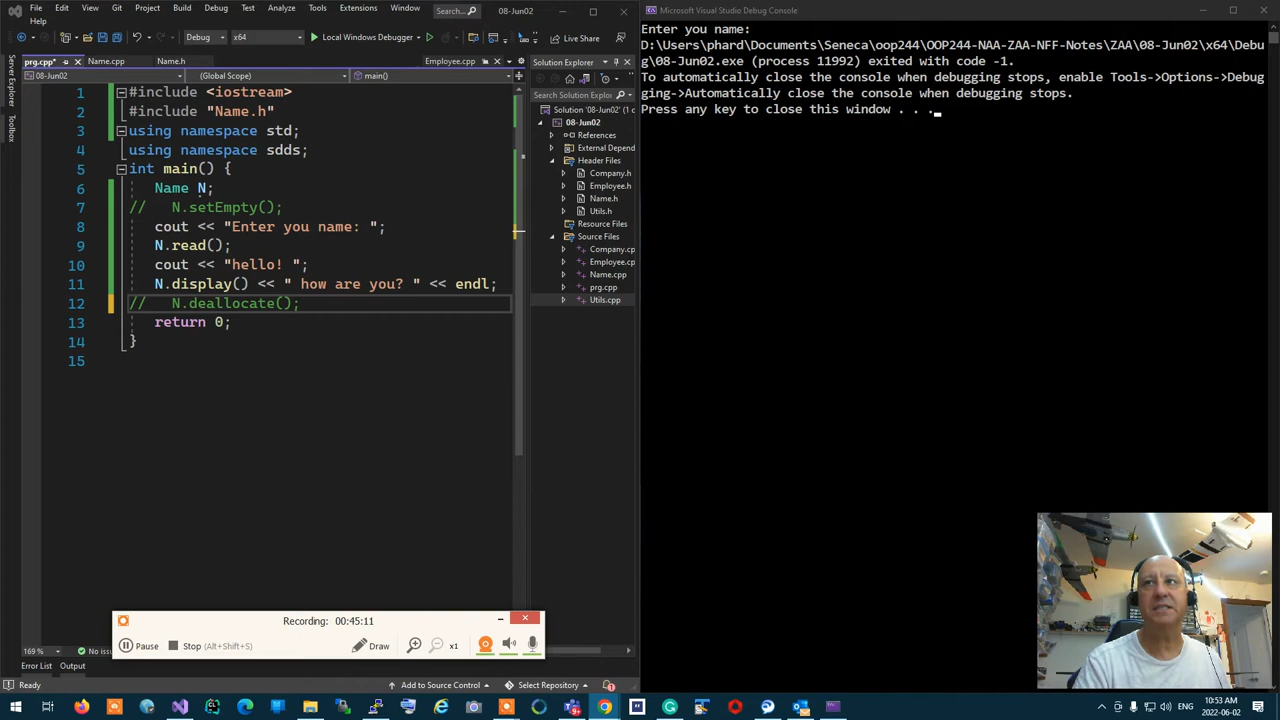 File Edit View Git Project Build Debug Test Analyze Tools Extensions Window Search... 08-Jun02
Help
Debug x64 Local Windows Debugger Live Share
prg.cpp* Name.cpp Name.h Employee.cpp
08-Jun02 (Global Scope) main()
Server Explorer
Toolbox
1 #include <iostream>
2 #include "Name.h"
3 using namespace std;
4 using namespace sdds;
5 int main() {
6 Name N;
7 // N.setEmpty();
8 cout << "Enter you name: ";
9 N.read();
10 cout << "hello! ";
11 N.display() << " how are you? " << endl;
12 // N.deallocate();
13 return 0;
14 }
15
169 % No iss
Error List Output
Ready Add to Source Control Select Repository
Solution Explorer
Search Solution Explorer
Solution '08-Jun02'
08-Jun02
References
External Depend
Header Files
Company.h
Employee.h
Name.h
Utils.h
Resource Files
Source Files
Company.cp
Employee.cp
Name.cpp
prg.cpp
Utils.cpp
Recording: 00:45:11
Pause Stop (Alt+Shift+S) Draw x1
Microsoft Visual Studio Debug Console
Enter you name:
D:\Users\phard\Documents\Seneca\oop244\OOP244-NAA-ZAA-NFF-Notes\ZAA\08-Jun02\x64\Debu
g\08-Jun02.exe (process 11992) exited with code -1.
To automatically close the console when debugging stops, enable Tools->Options->Debug
ging->Automatically close the console when debugging stops.
Press any key to close this window . . .
10:53 AM
2022-06-02